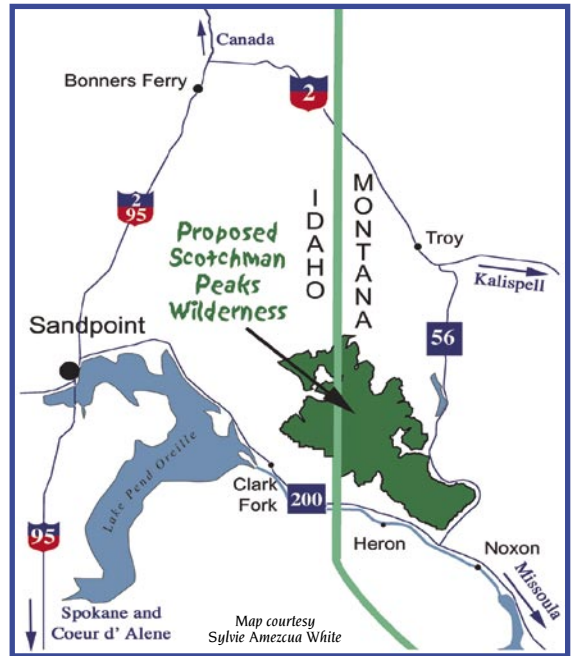 Canada
Bonners Ferry
2
2
95
IDAHO
MONTANA
Proposed
Scotchman
Peaks
Wilderness
Troy
Kalispell
Sandpoint
56
Lake Pend Oreille
Clark
Fork
200
Heron
Noxon
95
Missoula
Spokane and
Coeur d' Alene
Map courtesy
Sylvie Amezcua White